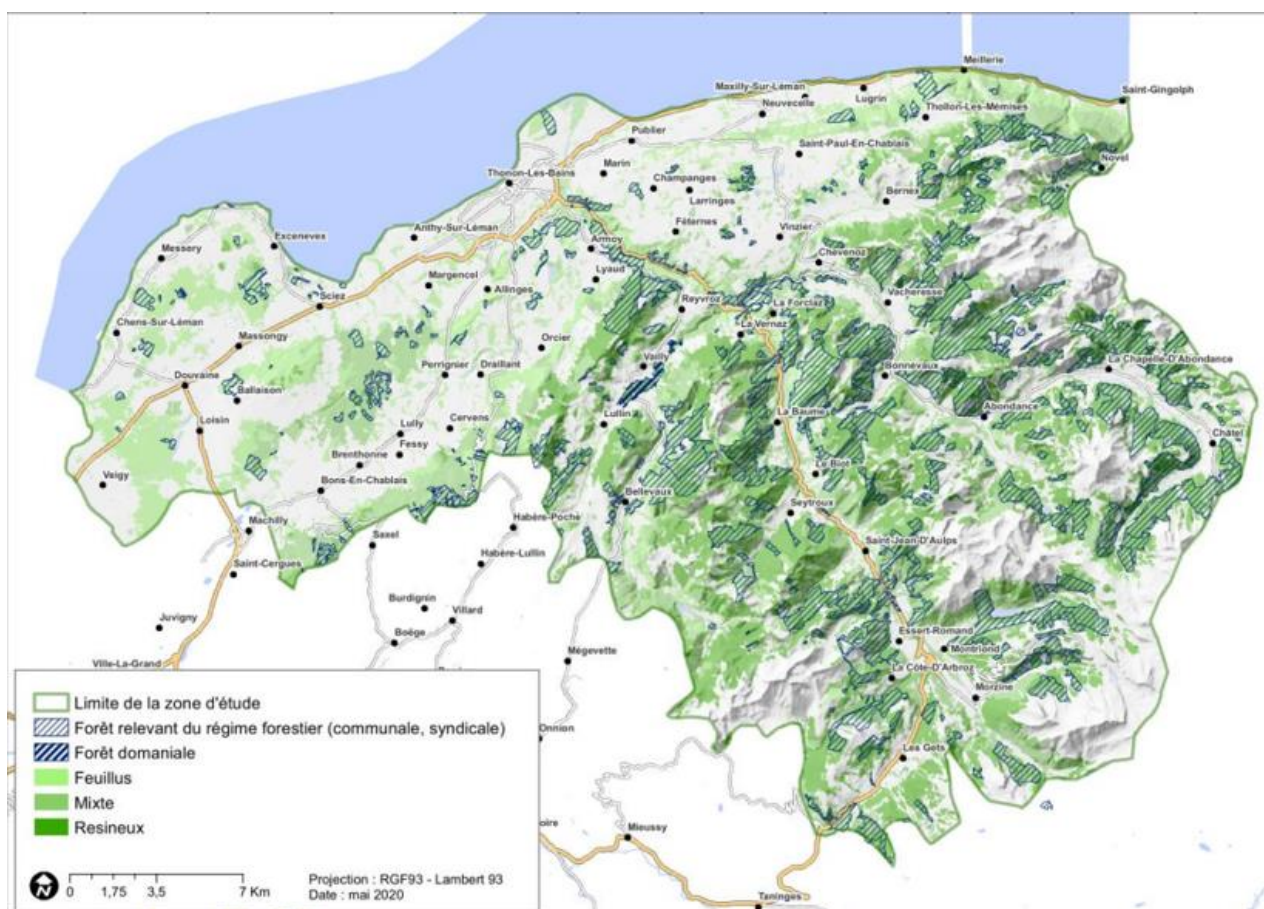 Meillerie
Maxilly-Sur-Léman
Lugrin
Saint-Gingolph
Neuvecelle
Thollon-Les-Mémises
Publier
Saint-Paul-En-Chablais
Novel
Marin
Thonon-Les-Bains
Champanges
Larringes
Bernex
Féternes
Vinzier
Anthy-Sur-Léman
Armoy
Excenevex
Messery
Chevenoz
Lyaud
Margencel
Allinges
Sciez
Reyvroz
Vacheresse
La Forclaz
La Vernaz
Chens-Sur-Léman
Massongy
Orcier
Vailly
La Chapelle-D'Abondance
Perrignier
Draillant
Bonnevaux
Douvaine
Ballaison
Lullin
La Baume
Abondance
Loisin
Lully
Cervens
Châtel
Fessy
Brenthonne
Le Biot
Veigy
Bons-En-Chablais
Bellevaux
Seytroux
Machilly
Habère-Poche
Saxel
Saint-Jean-D'Aulps
Habère-Lullin
Saint-Cergues
Burdignin
Villard
Juvigny
Boëge
Essert-Romand
Montriond
Mégevette
Ville-La-Grand
La Côte-D'Arbroz
Morzine
Onnion
Les Gets
Mieussy
Taninges
Limite de la zone d'étude
Forêt relevant du régime forestier (communale, syndicale)
Forêt domaniale
Feuillus
Mixte
Resineux
N
0 1,75 3,5 7 Km
Projection : RGF93 - Lambert 93
Date : mai 2020